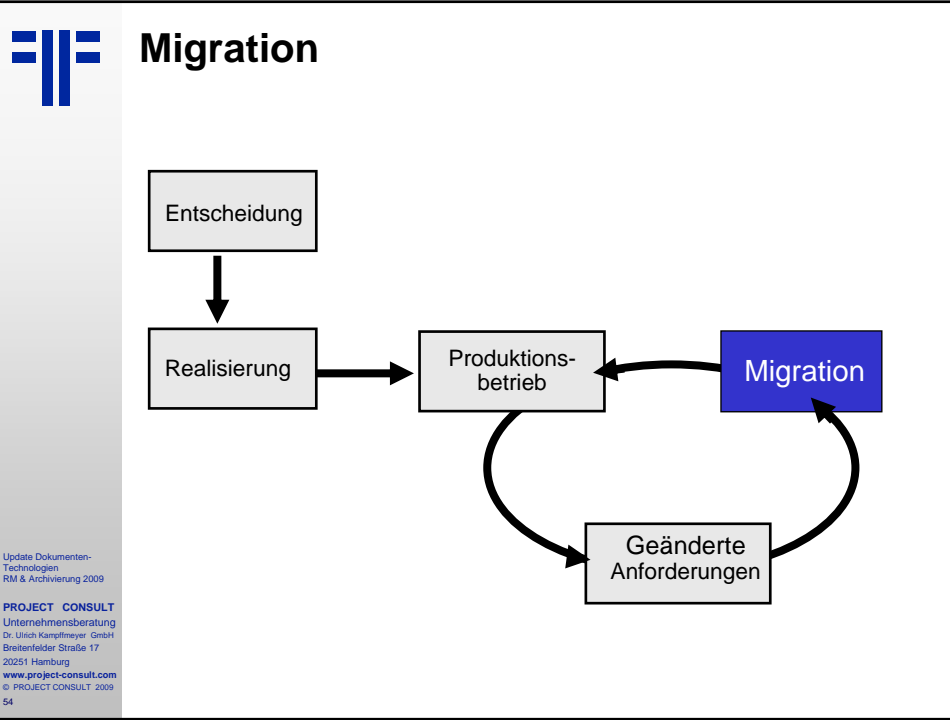 Migration
Entscheidung
Realisierung
Produktions-
betrieb
Migration
Geänderte
Anforderungen
Update Dokumenten-
Technologien
RM & Archivierung 2009
PROJECT CONSULT
Unternehmensberatung
Dr. Ulrich Kampffmeyer GmbH
Breitenfelder Straße 17
20251 Hamburg
www.project-consult.com
© PROJECT CONSULT 2009
54